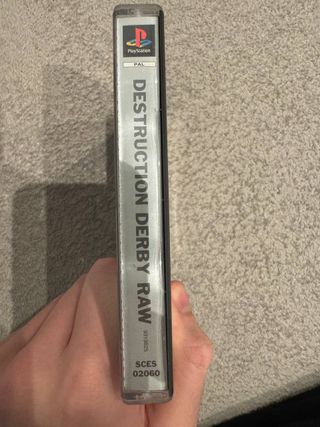 PlayStation
PAL
DESTRUCTION DERBY RAW
SCES
02060